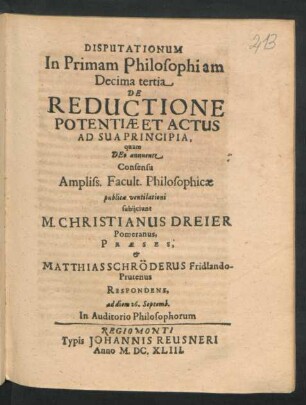 213
DISPUTATIONUM
In Primam Philosophiam
Decima tertia
DE
REDUCTIONE
POTENTIÆ ET ACTUS
AD SUA PRINCIPIA,
quam
DEo annuente
Consensu
Ampliss. Facult. Philosophicæ
publicæ ventilationi
subjiciunt
M. CHRISTIANUS DREIER
Pomeranus,
PRÆSES,
&
MATTHIAS SCHRÖDERUS Fridlando-
Prutenus
RESPONDENS,
ad diem 26. Septemb.
In Auditorio Philosophorum
REGIOMONTI
Typis JOHANNIS REUSNERI
Anno M. DC. XLIII.